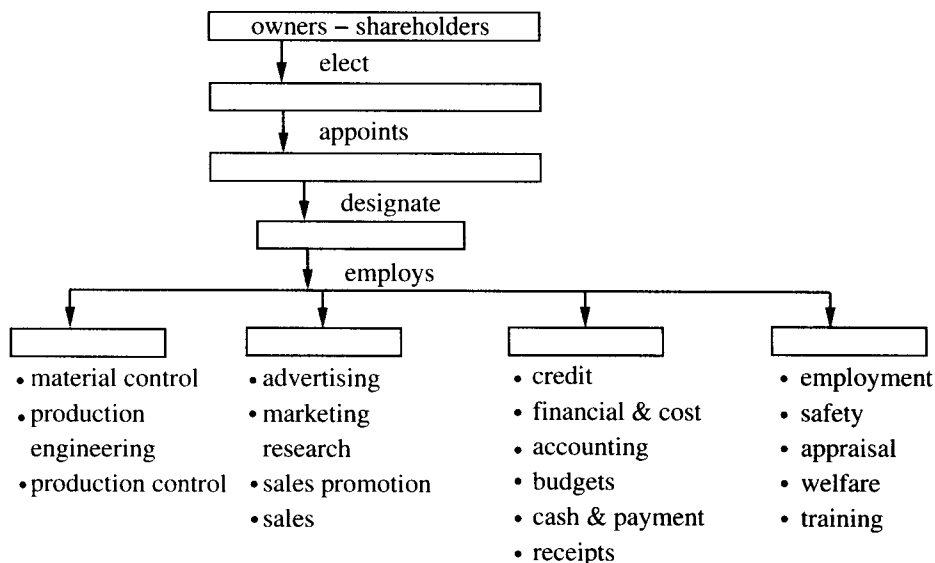 owners – shareholders
elect
appoints
designate
employs
• material control
• production
engineering
• production control
• advertising
• marketing
research
• sales promotion
• sales
• credit
• financial & cost
• accounting
• budgets
• cash & payment
• receipts
• employment
• safety
• appraisal
• welfare
• training